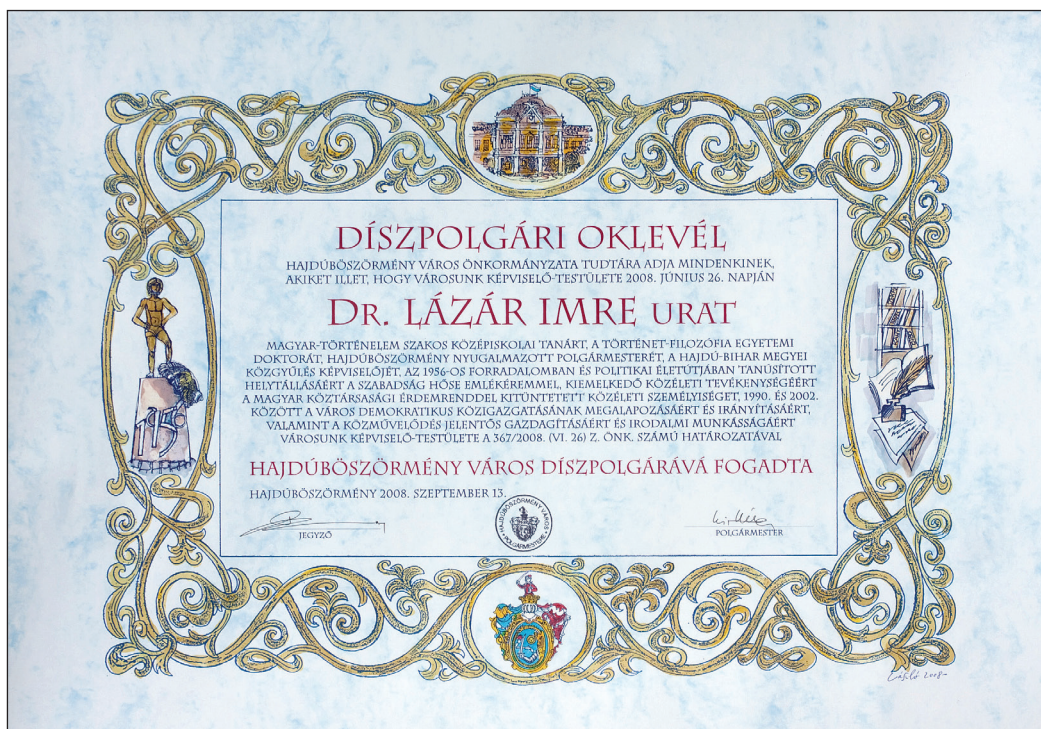 DÍSZPOLGÁRI OKLEVÉL
HAJDÚBÖSZÖRMÉNY VÁROS ÖNKORMÁNYZATA TUDTÁRA ADJA MINDENKINEK,
AKIKET ILLET, HOGY VÁROSUNK KÉPVISELŐ-TESTÜLETE 2008. JÚNIUS 26. NAPJÁN
DR. LÁZÁR IMRE URAT
MAGYAR-TÖRTÉNELEM SZAKOS KÖZÉPISKOLAI TANÁRT, A TÖRTÉNET-FILOZÓFIA EGYETEMI
DOKTORÁT, HAJDÚBÖSZÖRMÉNY NYUGALMAZOTT POLGÁRMESTERÉT, A HAJDÚ-BIHAR MEGYEI
KÖZGYŰLÉS KÉPVISELŐJÉT, AZ 1956-OS FORRADALOMBAN ÉS POLITIKAI ÉLETÚTJÁBAN TANÚSÍTOTT
HELYTÁLLÁSÁÉRT A SZABADSÁG HŐSE EMLÉKÉREMMEL, KIEMELKEDŐ KÖZÉLETI TEVÉKENYSÉGÉÉRT
A MAGYAR KÖZTÁRSASÁGI ÉRDEMRENDDEL KITÜNTETETT KÖZÉLETI SZEMÉLYISÉGET, 1990. ÉS 2002.
KÖZÖTT A VÁROS DEMOKRATIKUS KÖZIGAZGATÁSÁNAK MEGALAPOZÁSÁÉRT ÉS IRÁNYÍTÁSÁÉRT,
VALAMINT A KÖZMŰVELŐDÉS JELENTŐS GAZDAGÍTÁSÁÉRT ÉS IRODALMI MUNKÁSSÁGÁÉRT
VÁROSUNK KÉPVISELŐ-TESTÜLETE A 367/2008. (VI. 26) Z. ÖNK. SZÁMÚ HATÁROZATÁVAL
HAJDÚBÖSZÖRMÉNY VÁROS DÍSZPOLGÁRÁVÁ FOGADTA
HAJDÚBÖSZÖRMÉNY 2008. SZEPTEMBER 13.
HAJDÚBÖSZÖRMÉNY VÁROS
POLGÁRMESTERE
JEGYZŐ
POLGÁRMESTER
László 2008